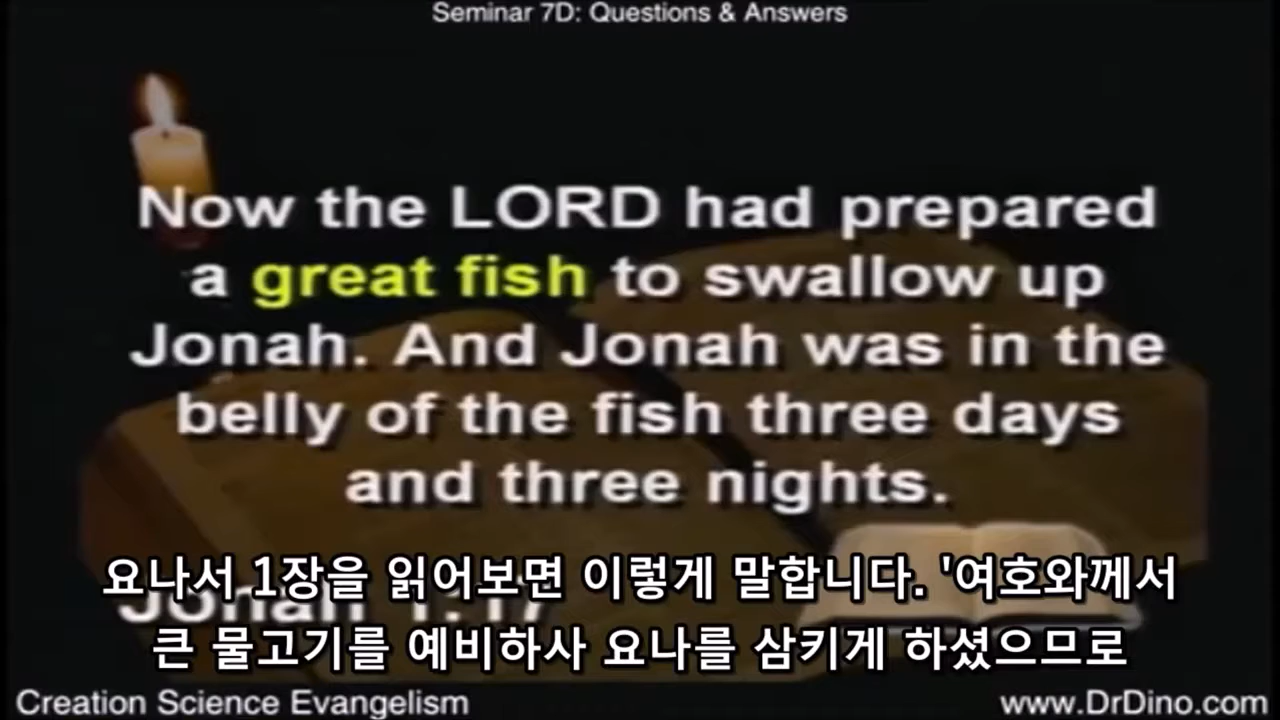 Seminar 7D: Questions & Answers
Now the LORD had prepared
a great fish to swallow up
Jonah. And Jonah was in the
belly of the fish three days
and three nights.
Jonah 1:17
요나서 1장을 읽어보면 이렇게 말합니다. '여호와께서
큰 물고기를 예비하사 요나를 삼키게 하셨으므로
Creation Science Evangelism
www.DrDino.com